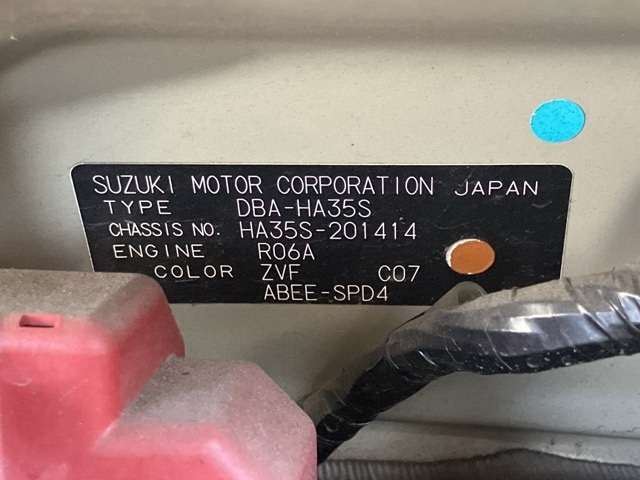 SUZUKI MOTOR CORPORATION JAPAN
TYPE DBA-HA35S
CHASSIS NO. HA35S-201414
ENGINE R06A
COLOR ZVF C07
ABEE-SPD4